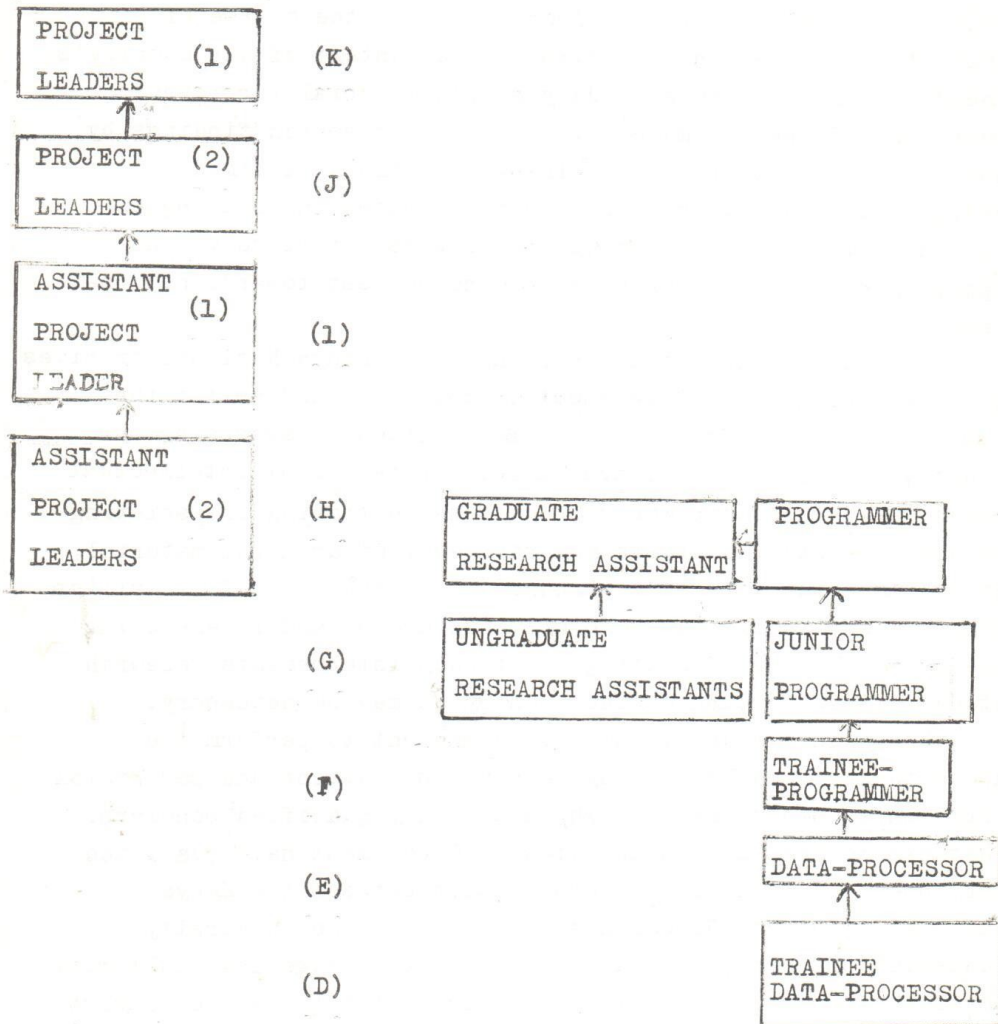 PROJECT (1) (K)
LEADERS
PROJECT (2)
LEADERS
(J)
ASSISTANT
(1)
PROJECT (1)
LEADER
ASSISTANT
PROJECT (2) (H)
LEADERS
GRADUATE
RESEARCH ASSISTANT
PROGRAMMER
(G)
UNGRADUATE
RESEARCH ASSISTANTS
JUNIOR
PROGRAMMER
(F)
TRAINEE-
PROGRAMMER
(E)
DATA-PROCESSOR
(D)
TRAINEE
DATA-PROCESSOR